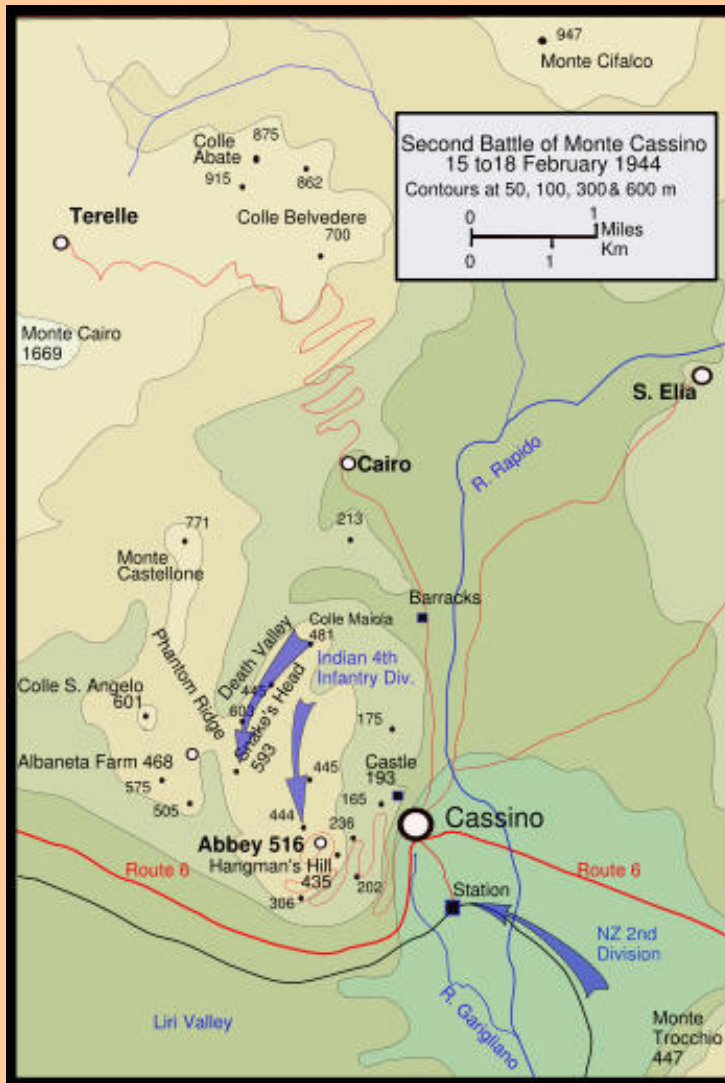 947
Monte Cifalco
Second Battle of Monte Cassino
15 to18 February 1944
Contours at 50, 100, 300 & 600 m
0 1
Miles
Km
0 1
Colle
Abate
875
915
862
Colle Belvedere
700
Terelle
Monte Cairo
1669
S. Elia
R. Rapido
Cairo
213
771
Monte
Castellone
Barracks
Colle Maiola
481
Death Valley
Phantom Ridge
Indian 4th
Infantry Div.
445
603
Snake's Head
593
Colle S. Angelo
601
175
Albaneta Farm 468
575
505
445
Castle
193
165
444
236
Cassino
Abbey 516
Hangman's Hill
435
202
306
Route 6
Route 6
Station
NZ 2nd
Division
R. Garigliano
Liri Valley
Monte
Trocchio
447